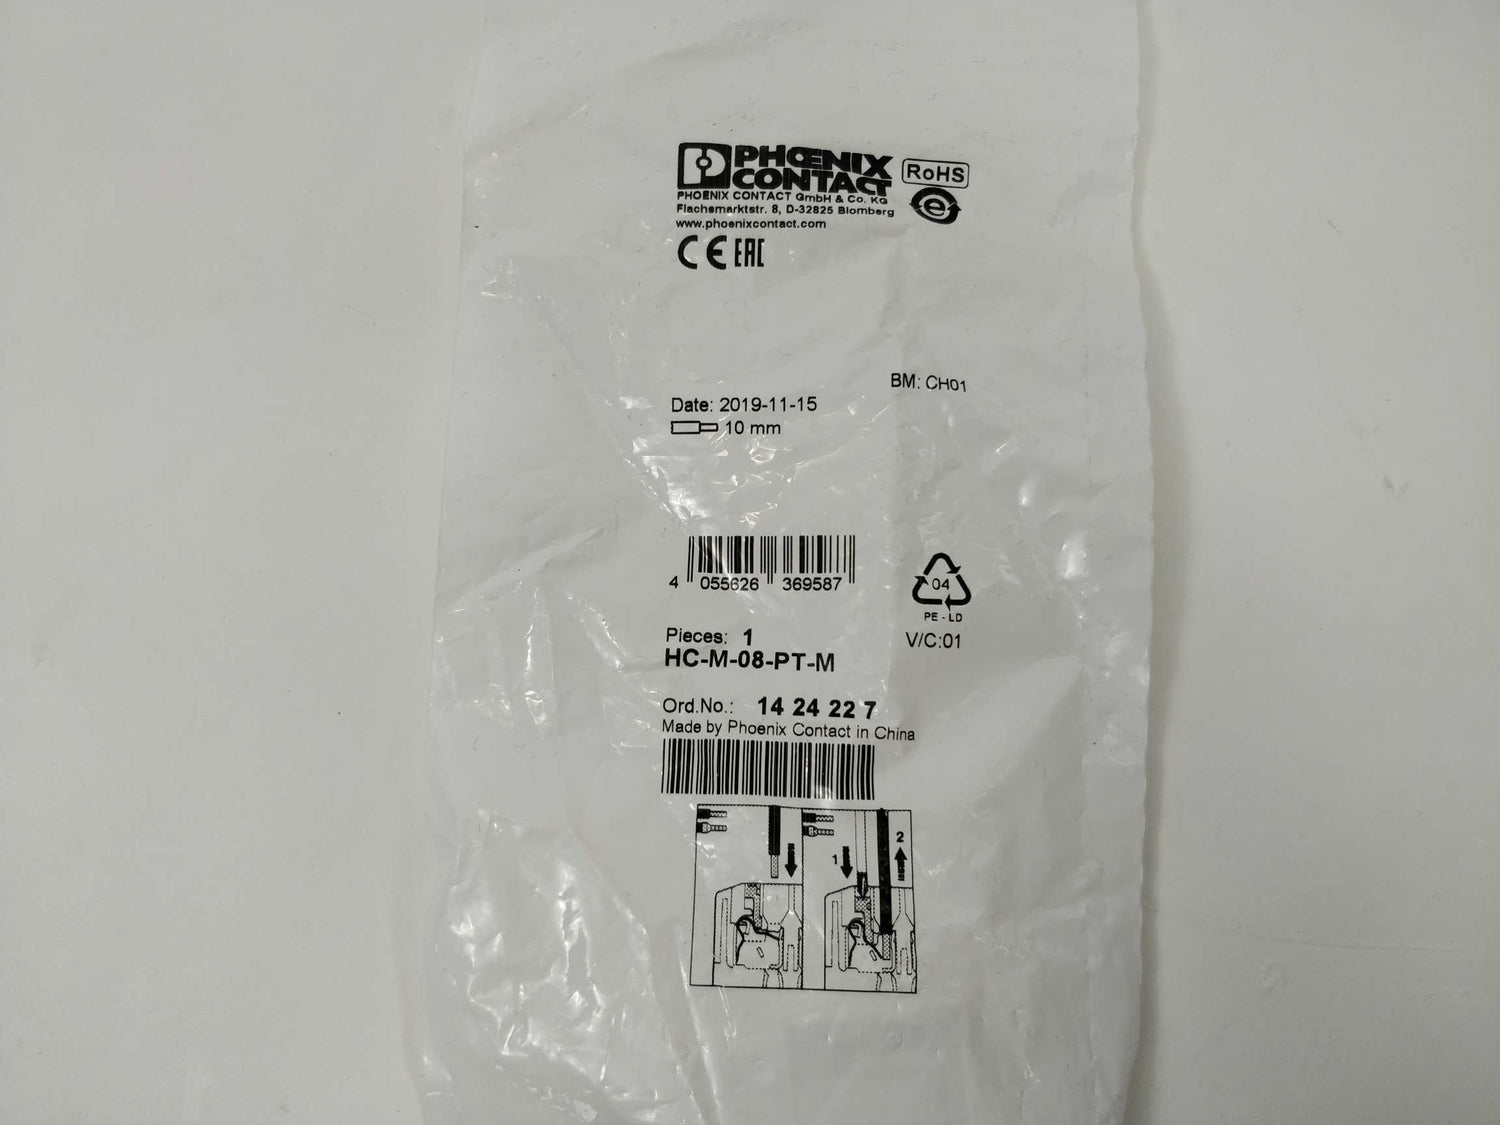 PHŒNIX
CONTACT
RoHS
PHOENIX CONTACT GmbH & Co. KG
Flachsmarktstr. 8, D-32825 Blomberg
www.phoenixcontact.com
e
CE EAC
BM: CH01
Date: 2019-11-15
10 mm
4 055626 369587
04
PE-LD
Pieces: 1
V/C:01
HC-M-08-PT-M
Ord.No.: 14 24 22 7
Made by Phoenix Contact in China
1
2